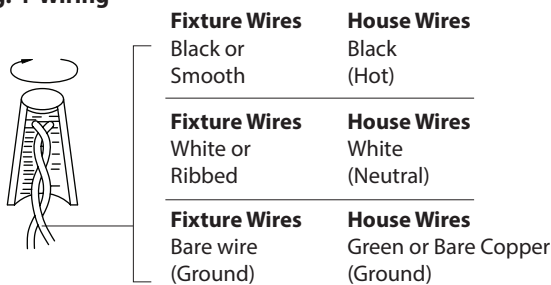 Wiring
Fixture Wires House Wires
Black or Black
Smooth (Hot)
Fixture Wires House Wires
White or White
Ribbed (Neutral)
Fixture Wires House Wires
Bare wire Green or Bare Copper
(Ground) (Ground)